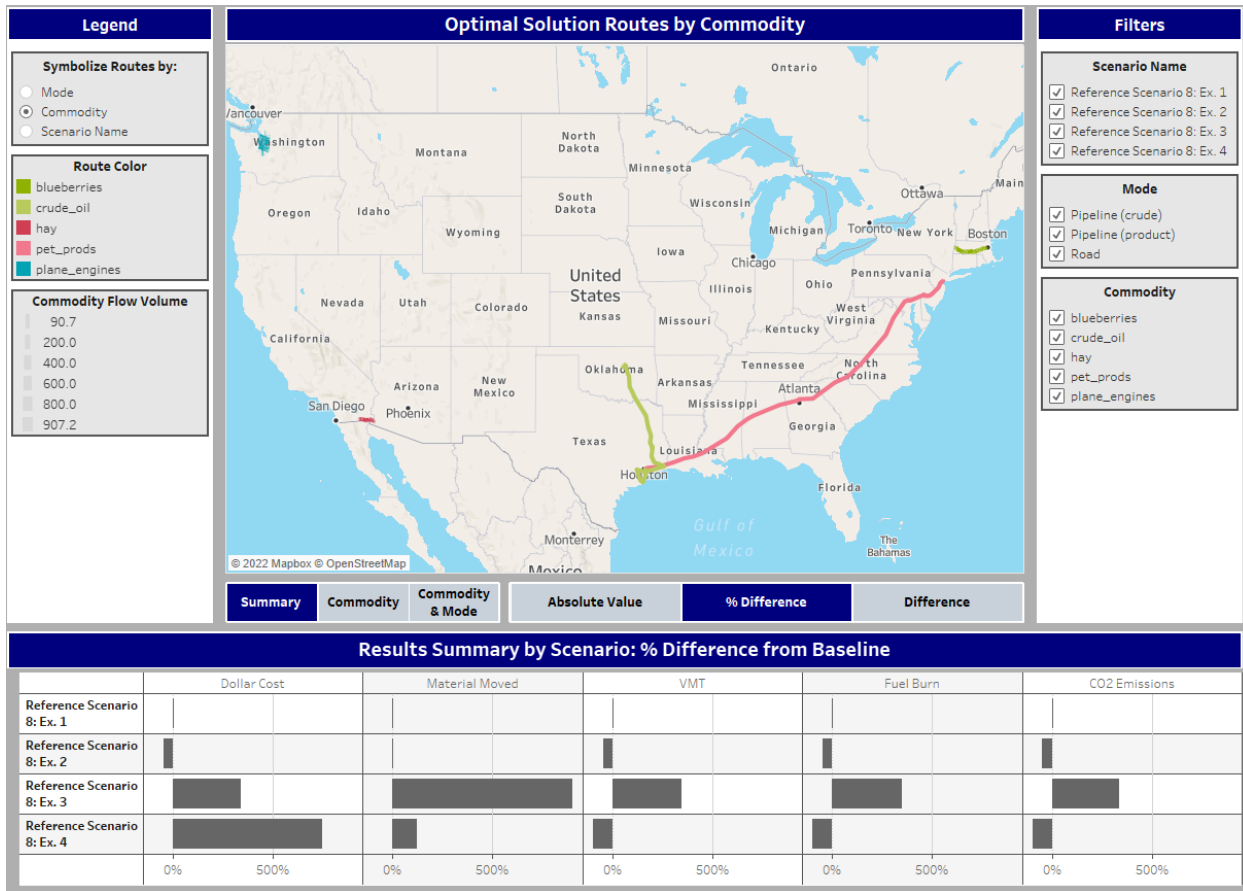 Legend
Optimal Solution Routes by Commodity
Filters
Symbolize Routes by:
Mode
Commodity
Scenario Name
Route Color
blueberries
crude_oil
hay
pet_prods
plane_engines
Commodity Flow Volume
90.7
200.0
400.0
600.0
800.0
907.2
Ontario
Vancouver
Washington
Montana
North
Dakota
Minnesota
Ottawa
Main
Oregon
Idaho
South
Dakota
Wisconsin
Michigan
Toronto
New York
Boston
Wyoming
Iowa
Chicago
Pennsylvania
United
States
Illinois
Ohio
Nevada
Utah
Colorado
Kansas
Missouri
West
Virginia
Kentucky
California
Oklahoma
Tennessee
North
Carolina
Arizona
New
Mexico
Arkansas
Atlanta
San Diego
Phoenix
Mississippi
Georgia
Texas
Louisiana
Houston
Florida
Gulf of
Mexico
Monterrey
The
Bahamas
Mexico
© 2022 Mapbox © OpenStreetMap
Scenario Name
Reference Scenario 8: Ex. 1
Reference Scenario 8: Ex. 2
Reference Scenario 8: Ex. 3
Reference Scenario 8: Ex. 4
Mode
Pipeline (crude)
Pipeline (product)
Road
Commodity
blueberries
crude_oil
hay
pet_prods
plane_engines
Summary
Commodity
Commodity
& Mode
Absolute Value
% Difference
Difference
Results Summary by Scenario: % Difference from Baseline
Dollar Cost
Material Moved
VMT
Fuel Burn
CO2 Emissions
Reference Scenario
8: Ex. 1
Reference Scenario
8: Ex. 2
Reference Scenario
8: Ex. 3
Reference Scenario
8: Ex. 4
0% 500% 0% 500% 0% 500% 0% 500% 0% 500%